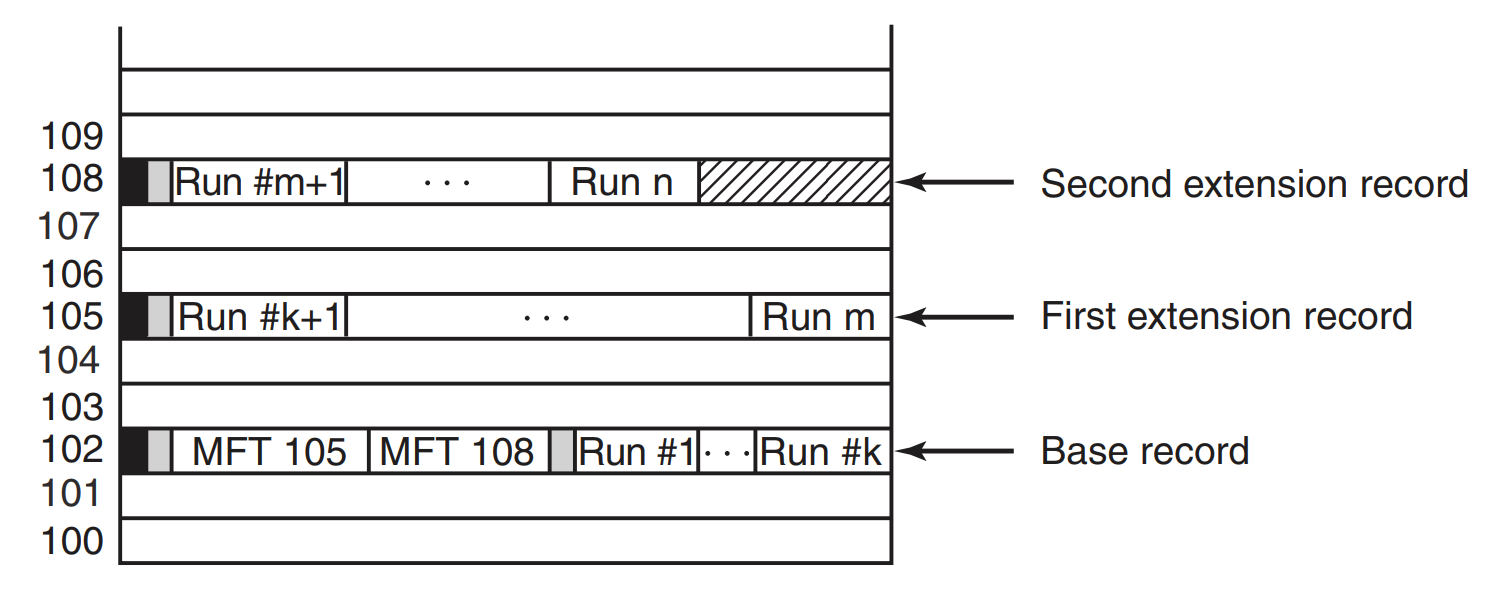 109
108 Run #m+1 . . . Run n Second extension record
107
106
105 Run #k+1 . . . Run m First extension record
104
103
102 MFT 105 MFT 108 Run #1 . . . Run #k Base record
101
100